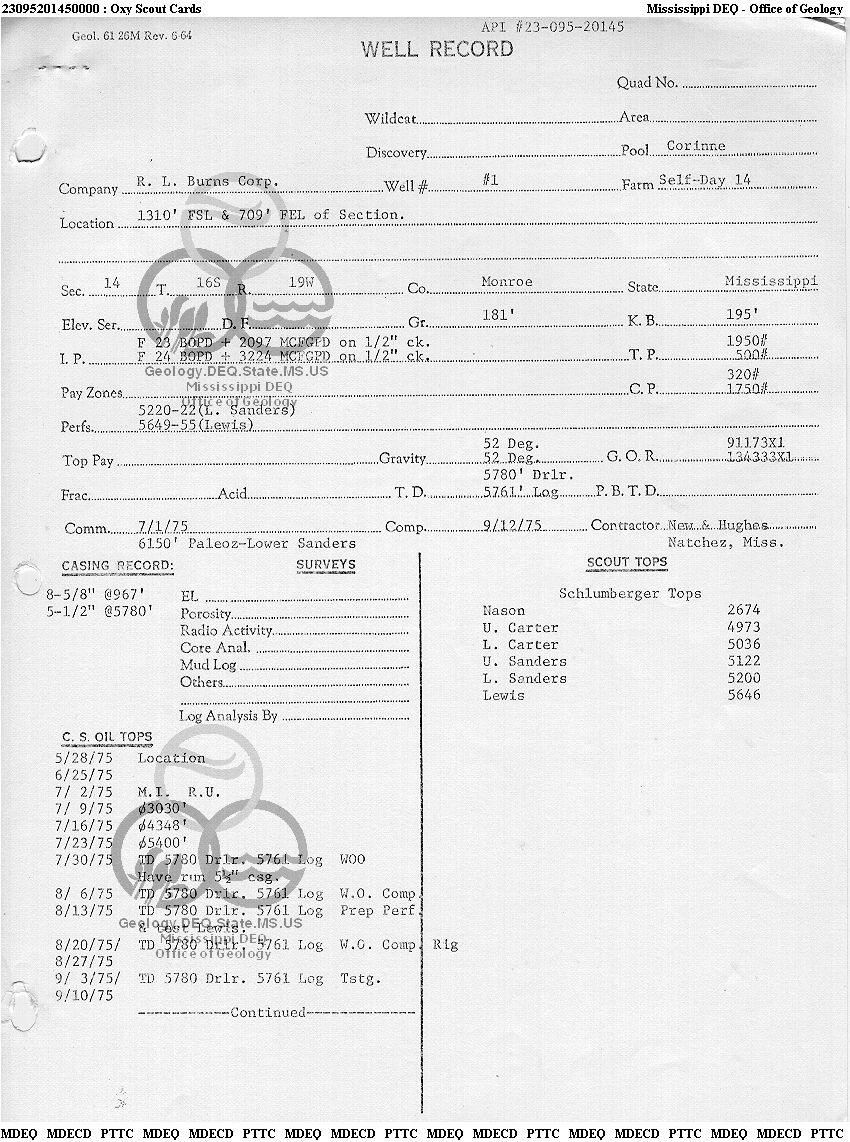 23095201450000 : Oxy Scout Cards Mississippi DEQ - Office of Geology
Geol. 61 26M Rev. 6-64 API #23-095-20145
WELL RECORD
Quad No.
Wildcat Area
Discovery Pool Corinne
Company R. L. Burns Corp. Well # #1 Farm Self-Day 14
Location 1310' FSL & 709' FEL of Section.
Sec. 14 T. 16S R. 19W Co. Monroe State Mississippi
Elev. Ser. D. F. Gr. 181' K. B. 195'
F 23 BOPD + 2097 MCFGPD on 1/2" ck. 1950#
I. P. F 24 BOPD + 3224 MCFGPD on 1/2" ck. T. P. 500#
Geology.DEQ.State.MS.US
Mississippi DEQ
Office of Geology
320#
Pay Zones C. P. 1750#
5220-22(L. Sanders)
Perfs. 5649-55(Lewis)
52 Deg. 91173X1
Top Pay Gravity 52 Deg. G. O. R. 134333X1
5780' Drlr.
Frac. Acid T. D. 5761' Log P. B. T. D.
Comm. 7/1/75 Comp. 9/12/75 Contractor New & Hughes
6150' Paleoz-Lower Sanders Natchez, Miss.
CASING RECORD: SURVEYS SCOUT TOPS
8-5/8" @967' EL Schlumberger Tops
5-1/2" @5780' Porosity Nason 2674
Radio Activity U. Carter 4973
Core Anal. L. Carter 5036
Mud Log U. Sanders 5122
Others L. Sanders 5200
Lewis 5646
Log Analysis By
C. S. OIL TOPS
5/28/75 Location
6/25/75
7/ 2/75 M.I. R.U.
7/ 9/75 ø3030'
7/16/75 ø4348'
7/23/75 ø5400'
7/30/75 TD 5780 Drlr. 5761 Log WOO
Have run 5½" csg.
8/ 6/75 TD 5780 Drlr. 5761 Log W.O. Comp.
8/13/75 TD 5780 Drlr. 5761 Log Prep Perf.
& test Lewis.
Geology.DEQ.State.MS.US
Mississippi DEQ
Office of Geology
8/20/75/ TD 5780 Drlr. 5761 Log W.O. Comp. Rig
8/27/75
9/ 3/75/ TD 5780 Drlr. 5761 Log Tstg.
9/10/75
------------Continued--------------
MDEQ MDECD PTTC MDEQ MDECD PTTC MDEQ MDECD PTTC MDEQ MDECD PTTC MDEQ MDECD PTTC MDEQ MDECD PTTC